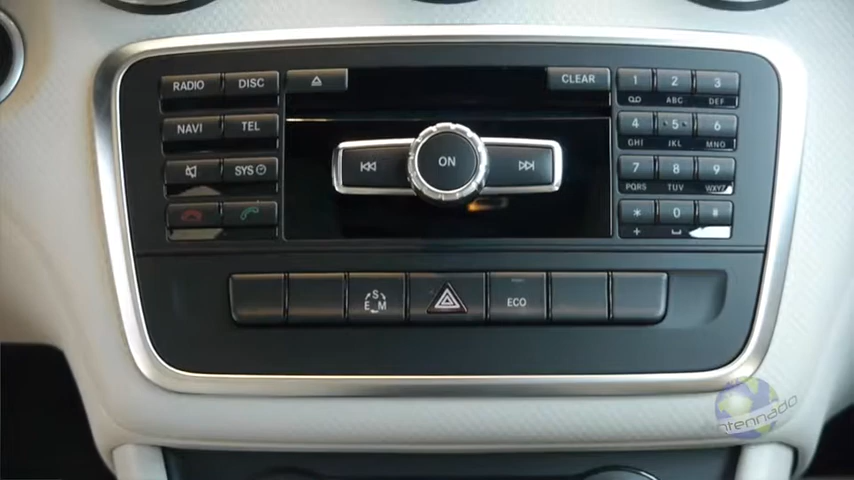 RADIO DISC CLEAR 1 2 3
ABC DEF
NAVI TEL ON 4 5 6
GHI JKL MNO
SYS 7 8 9
PQRS TUV WXYZ
* 0 #
+
S
E M ECO
ntennado